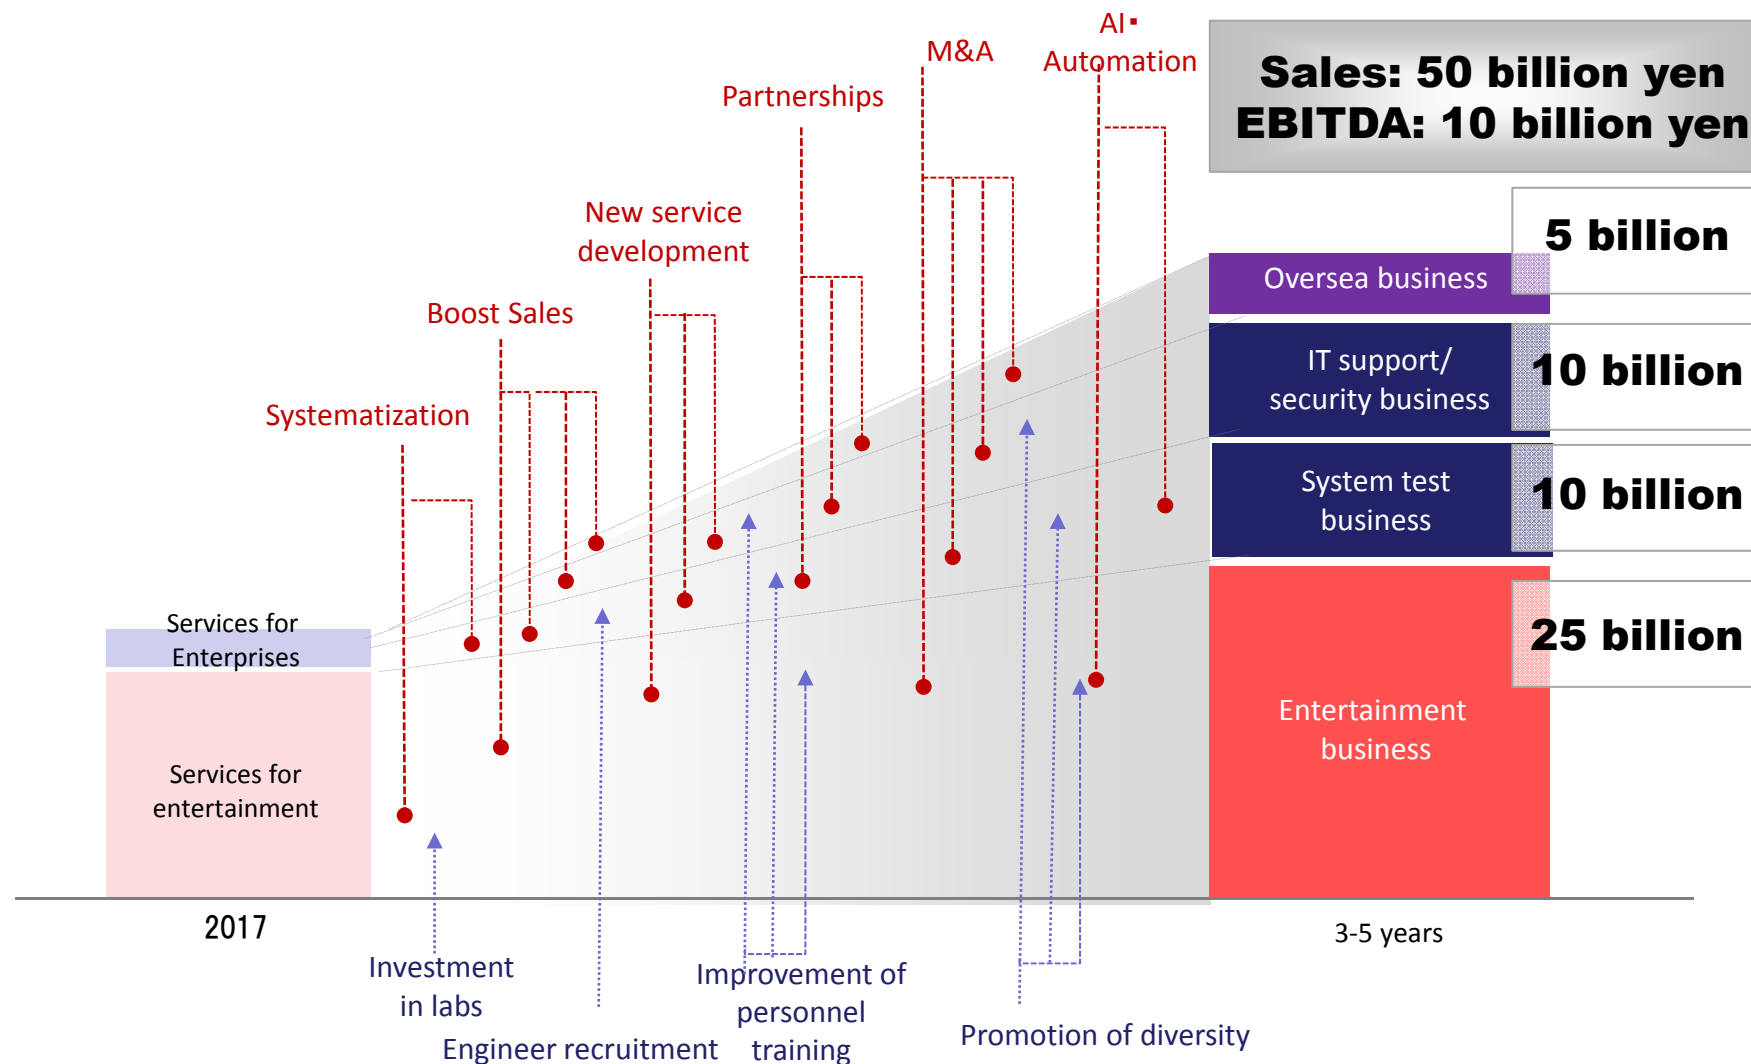 AI・
Automation
M&A
Partnerships
New service
development
Boost Sales
Systematization
Sales: 50 billion yen
EBITDA: 10 billion yen
5 billion
Oversea business
10 billion
IT support/
security business
10 billion
System test
business
25 billion
Entertainment
business
Services for
Enterprises
Services for
entertainment
2017
3-5 years
Investment
in labs
Engineer recruitment
Improvement of
personnel
training
Promotion of diversity